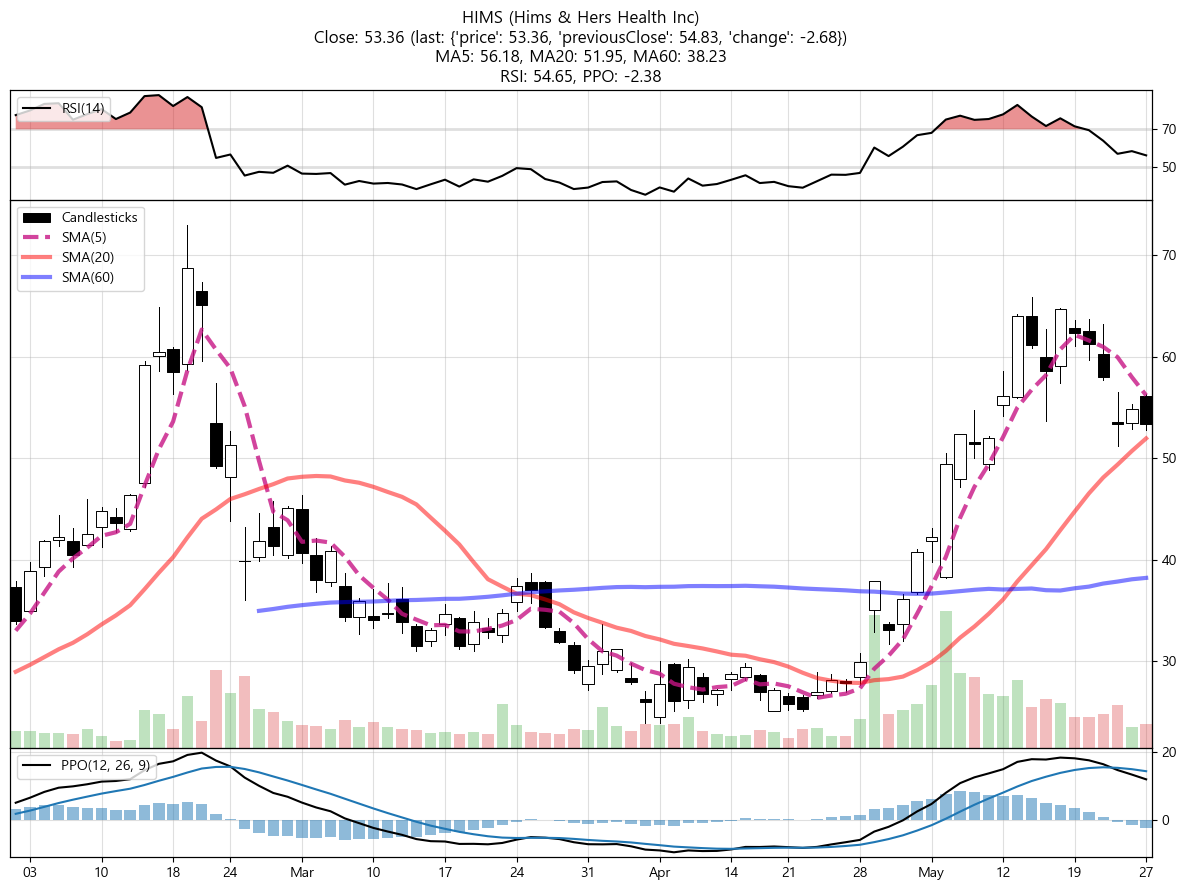 HIMS (Hims & Hers Health Inc)
Close: 53.36 (last: {'price': 53.36, 'previousClose': 54.83, 'change': -2.68})
MA5: 56.18, MA20: 51.95, MA60: 38.23
RSI: 54.65, PPO: -2.38
RSI(14)
70
50
Candlesticks
SMA(5)
SMA(20)
SMA(60)
70
60
50
40
30
PPO(12, 26, 9)
20
0
03 10 18 24 Mar 10 17 24 31 Apr 14 21 28 May 12 19 27